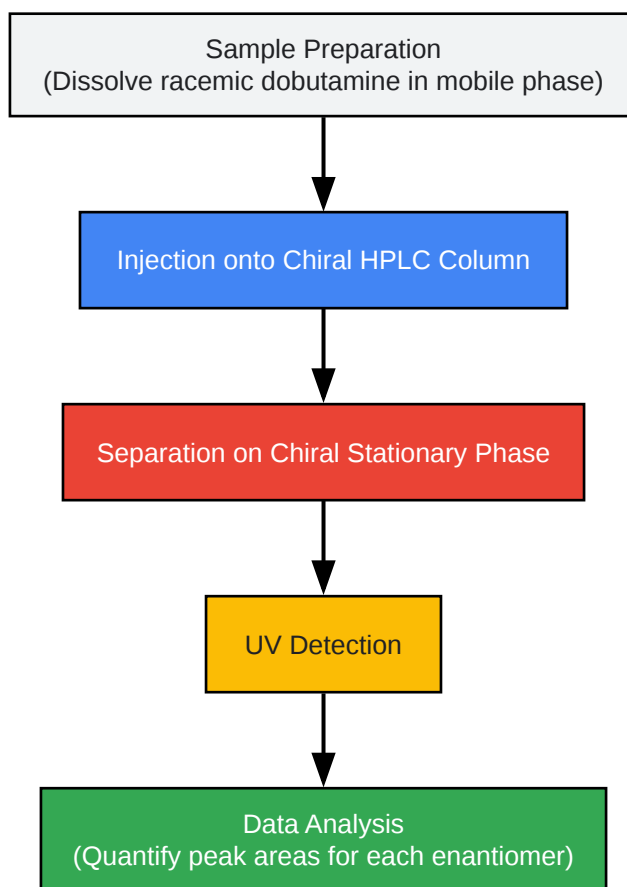 Sample Preparation
(Dissolve racemic dobutamine in mobile phase)
Injection onto Chiral HPLC Column
Separation on Chiral Stationary Phase
UV Detection
Data Analysis
(Quantify peak areas for each enantiomer)